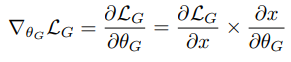 ∇_{θ_G} ℒ_G = ∂ℒ_G/∂θ_G = ∂ℒ_G/∂x × ∂x/∂θ_G